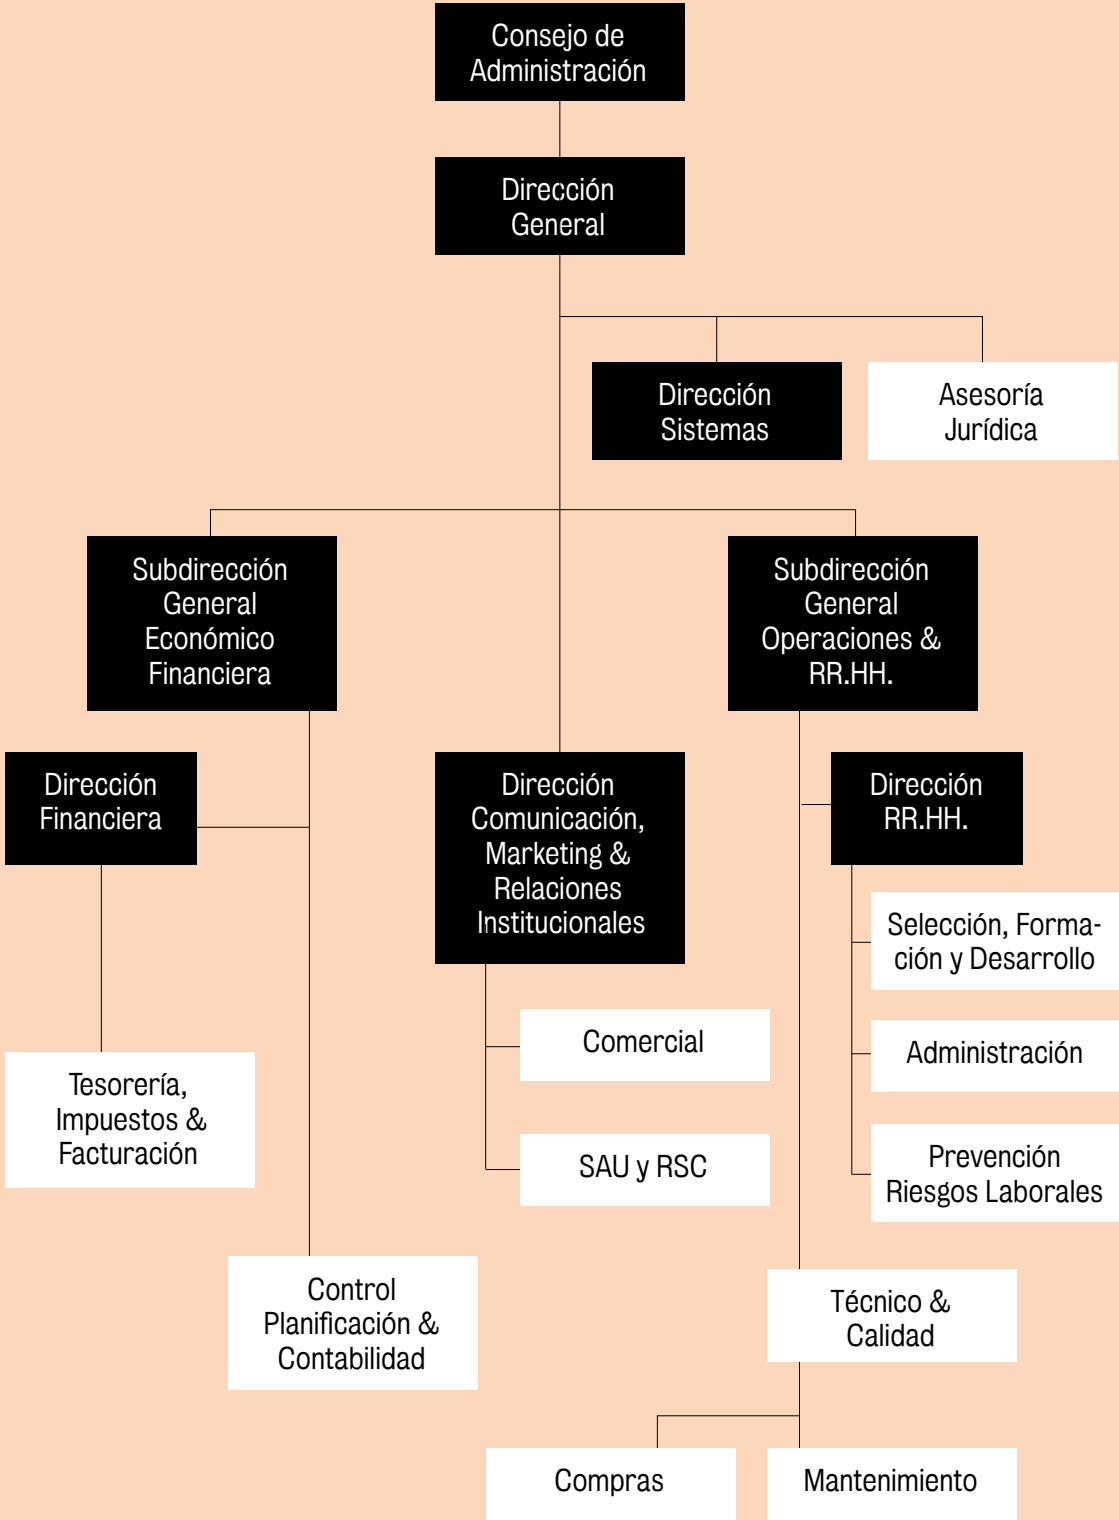 Consejo de
Administración
Dirección
General
Dirección
Sistemas
Asesoría
Jurídica
Subdirección
General
Económico
Financiera
Subdirección
General
Operaciones &
RR.HH.
Dirección
Financiera
Dirección
Comunicación,
Marketing &
Relaciones
Institucionales
Dirección
RR.HH.
Selección, Forma-
ción y Desarrollo
Comercial
Administración
Tesorería,
Impuestos &
Facturación
SAU y RSC
Prevención
Riesgos Laborales
Control
Planificación &
Contabilidad
Técnico &
Calidad
Compras
Mantenimiento